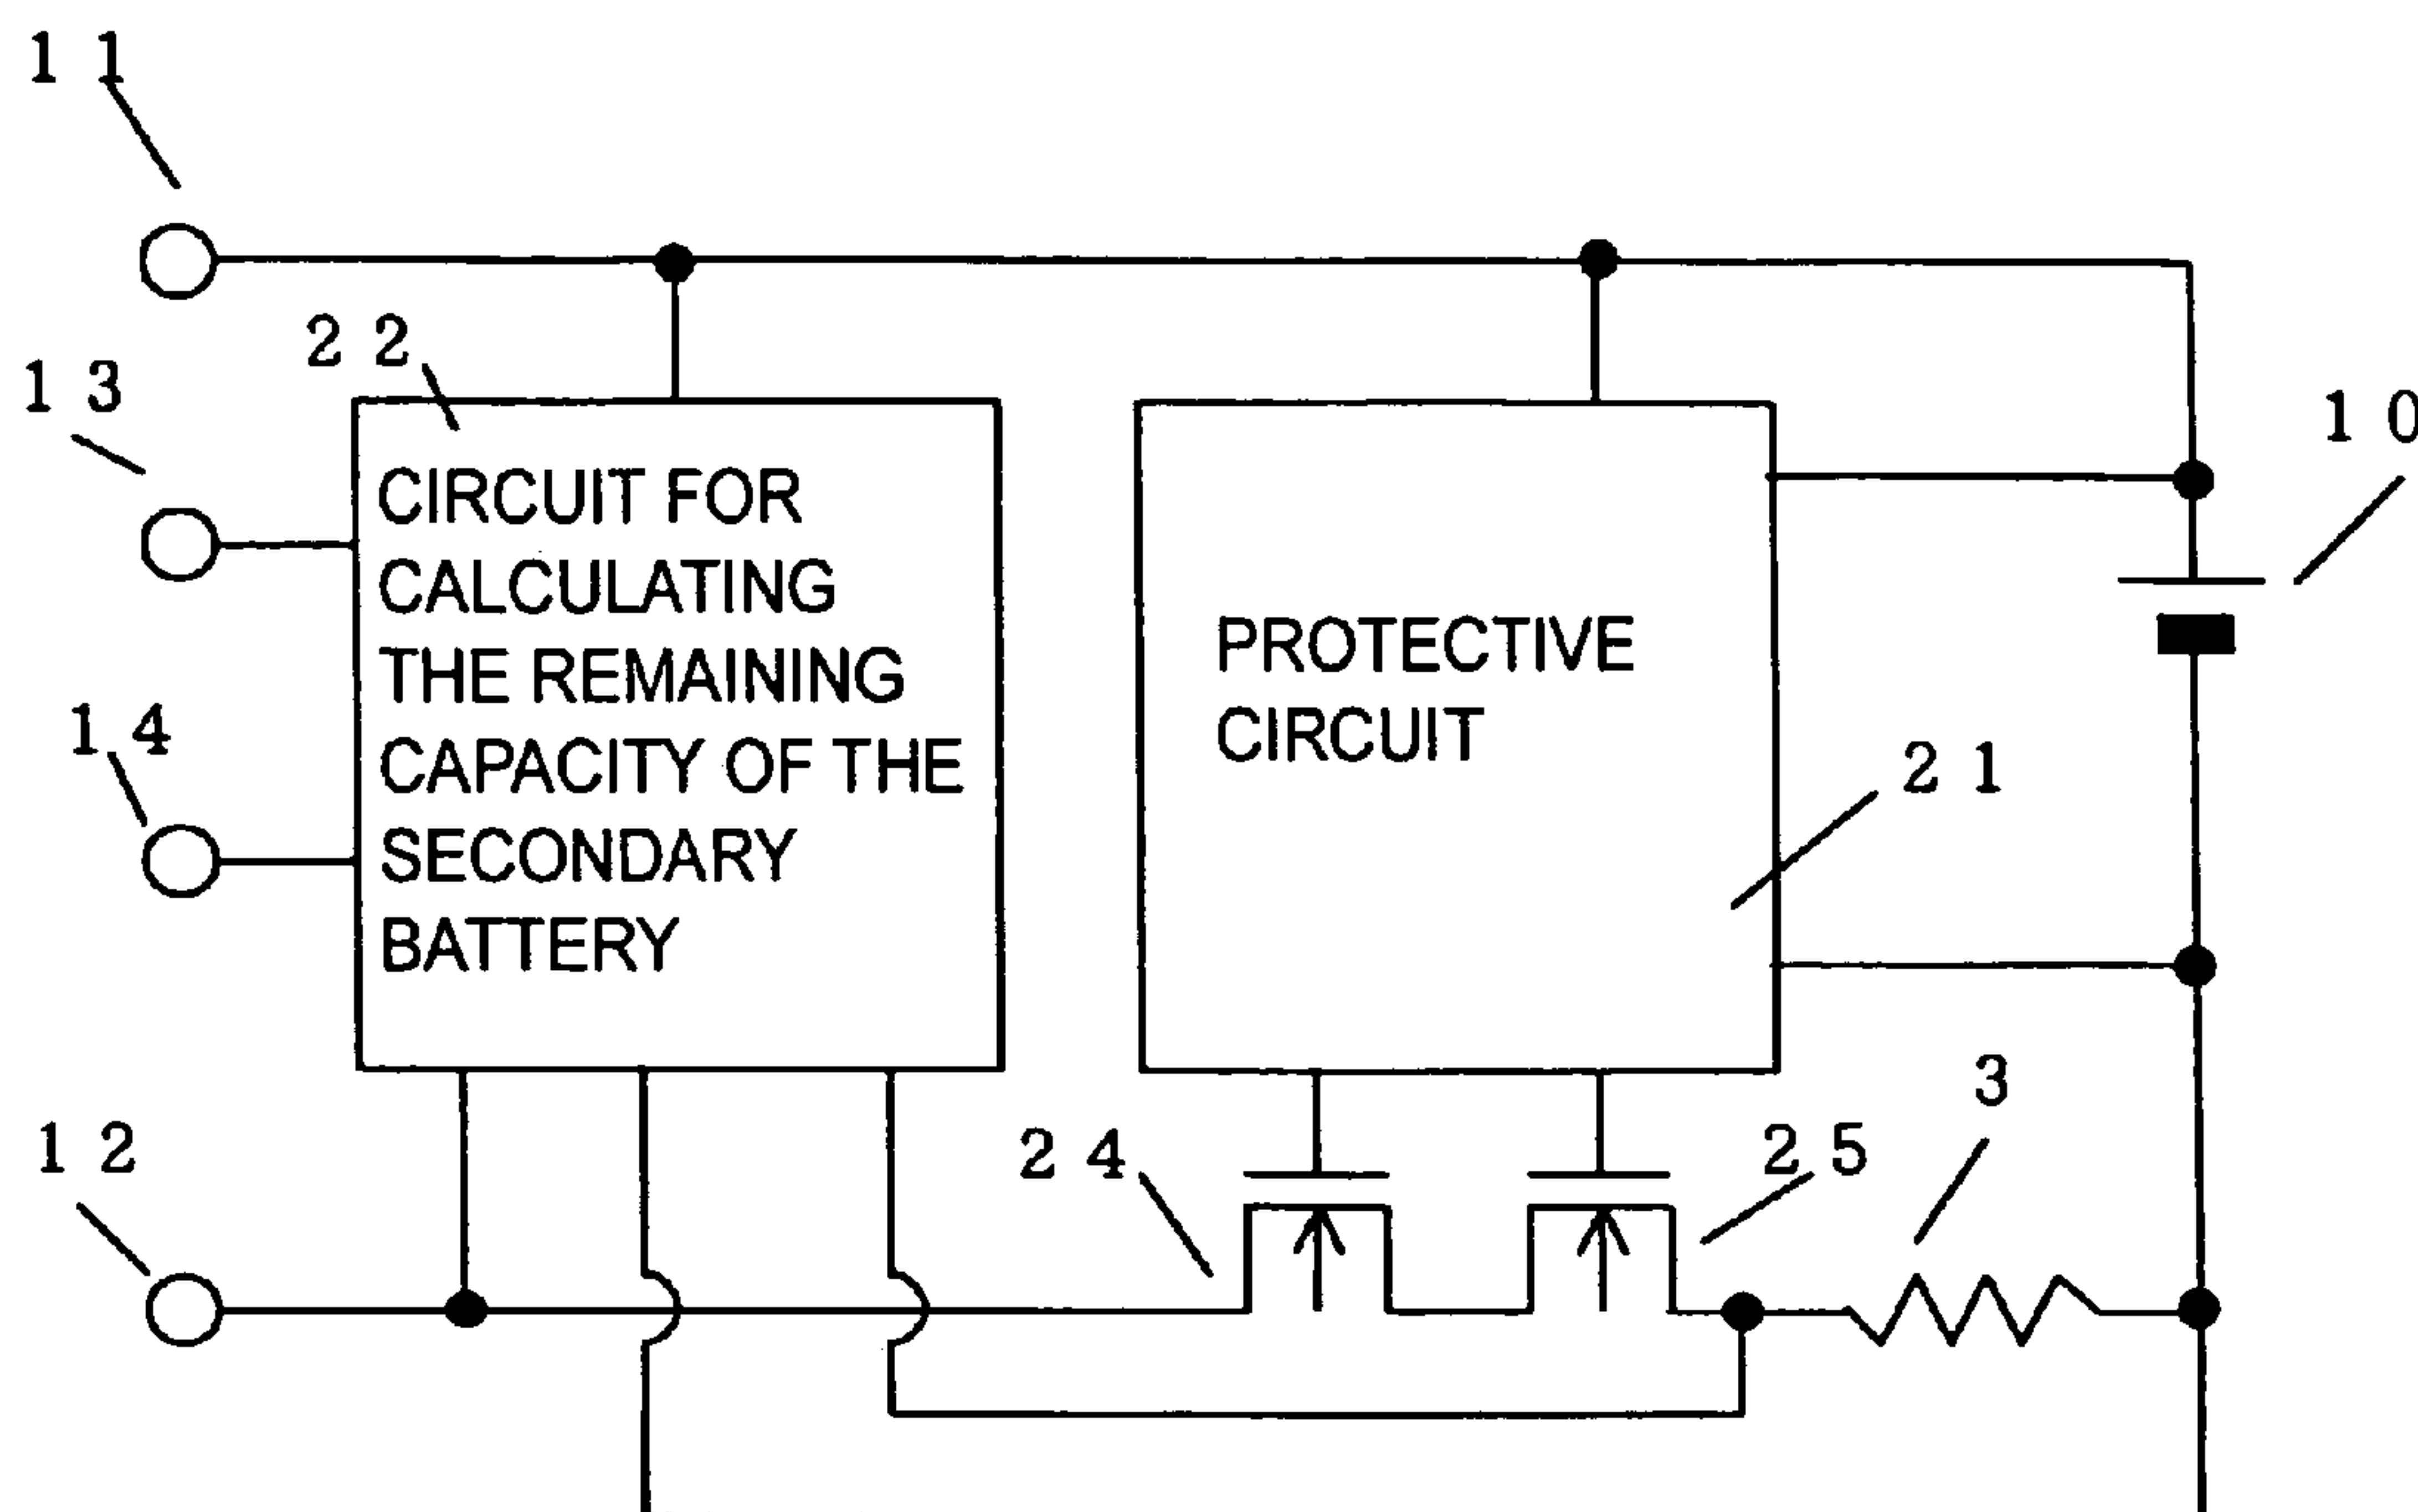 11
22
13
10
CIRCUIT FOR
CALCULATING
THE REMAINING
CAPACITY OF THE
SECONDARY
BATTERY
PROTECTIVE
CIRCUIT
14
21
3
12
24
25